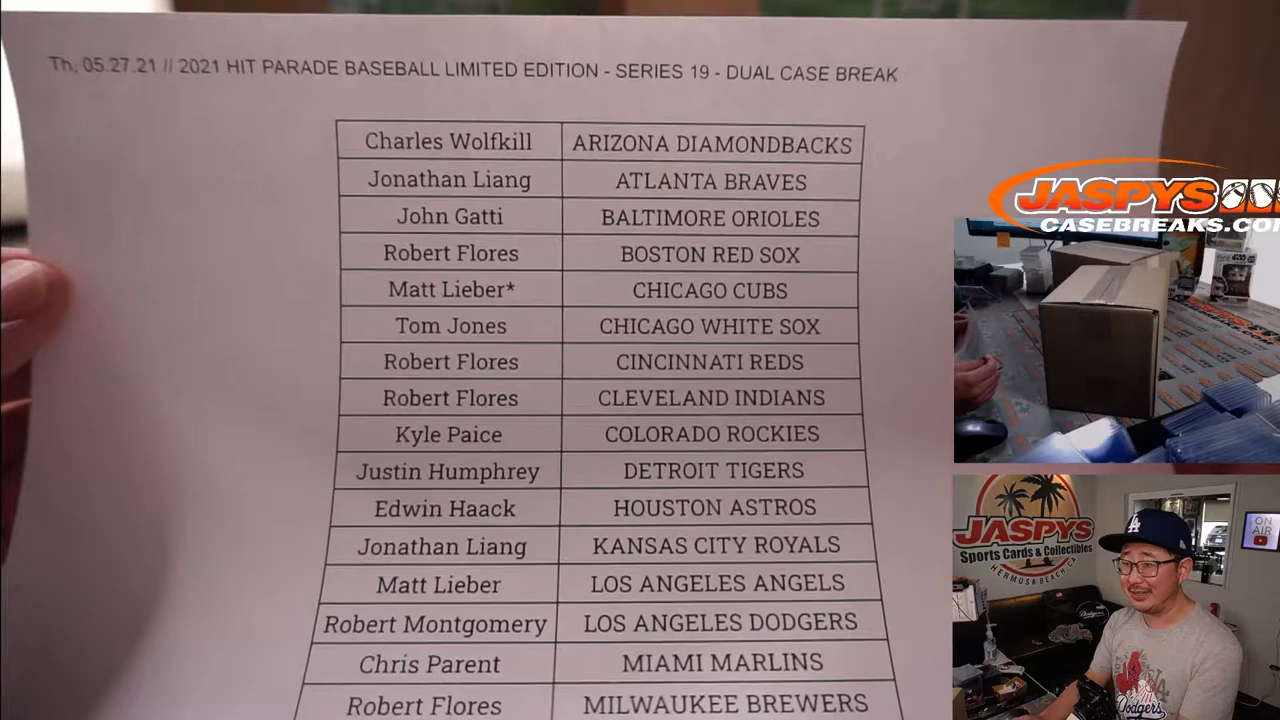 Th, 05.27.21 // 2021 HIT PARADE BASEBALL LIMITED EDITION - SERIES 19 - DUAL CASE BREAK
Charles Wolfkill ARIZONA DIAMONDBACKS
Jonathan Liang ATLANTA BRAVES
John Gatti BALTIMORE ORIOLES
Robert Flores BOSTON RED SOX
Matt Lieber* CHICAGO CUBS
Tom Jones CHICAGO WHITE SOX
Robert Flores CINCINNATI REDS
Robert Flores CLEVELAND INDIANS
Kyle Paice COLORADO ROCKIES
Justin Humphrey DETROIT TIGERS
Edwin Haack HOUSTON ASTROS
Jonathan Liang KANSAS CITY ROYALS
Matt Lieber LOS ANGELES ANGELS
Robert Montgomery LOS ANGELES DODGERS
Chris Parent MIAMI MARLINS
Robert Flores MILWAUKEE BREWERS
JASPYS
CASEBREAKS.CO
STAR WARS
JASPYS
Sports Cards & Collectibles
HERMOSA BEACH CA
ON
AIR
LA
Dodgers